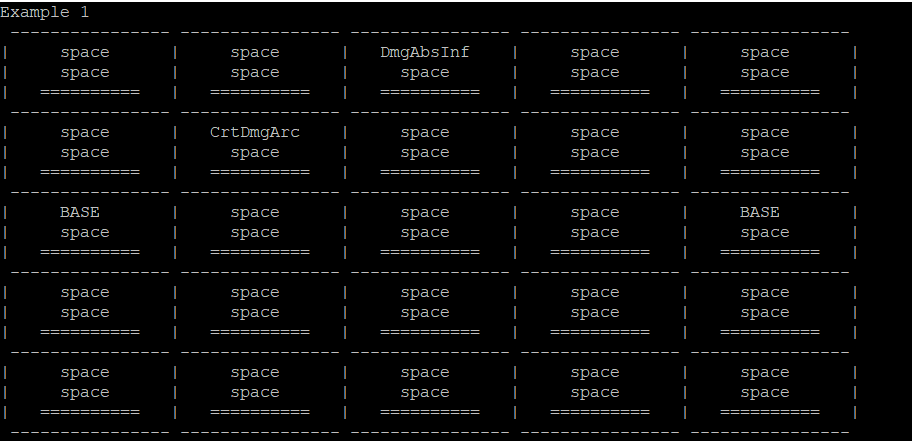 Example 1
 ---------------- ---------------- ---------------- ---------------- ----------------
|     space      |     space      |   DmgAbsInf    |     space      |     space      |
|     space      |     space      |     space      |     space      |     space      |
|   ==========   |   ==========   |   ==========   |   ==========   |   ==========   |
 ---------------- ---------------- ---------------- ---------------- ----------------
|     space      |   CrtDmgArc    |     space      |     space      |     space      |
|     space      |     space      |     space      |     space      |     space      |
|   ==========   |   ==========   |   ==========   |   ==========   |   ==========   |
 ---------------- ---------------- ---------------- ---------------- ----------------
|     BASE       |     space      |     space      |     space      |     BASE       |
|     space      |     space      |     space      |     space      |     space      |
|   ==========   |   ==========   |   ==========   |   ==========   |   ==========   |
 ---------------- ---------------- ---------------- ---------------- ----------------
|     space      |     space      |     space      |     space      |     space      |
|     space      |     space      |     space      |     space      |     space      |
|   ==========   |   ==========   |   ==========   |   ==========   |   ==========   |
 ---------------- ---------------- ---------------- ---------------- ----------------
|     space      |     space      |     space      |     space      |     space      |
|     space      |     space      |     space      |     space      |     space      |
|   ==========   |   ==========   |   ==========   |   ==========   |   ==========   |
 ---------------- ---------------- ---------------- ---------------- ----------------